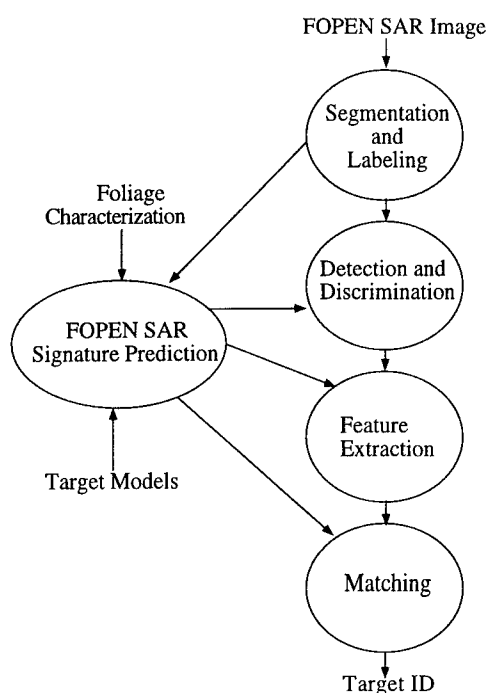 FOPEN SAR Image
Segmentation
and
Labeling
Foliage
Characterization
Detection and
Discrimination
FOPEN SAR
Signature Prediction
Feature
Extraction
Target Models
Matching
Target ID